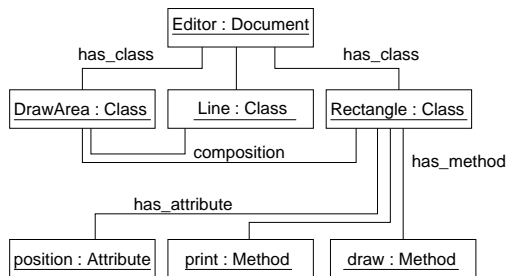 Editor : Document
has_class
has_class
DrawArea : Class
Line : Class
Rectangle : Class
composition
has_method
has_attribute
position : Attribute
print : Method
draw : Method